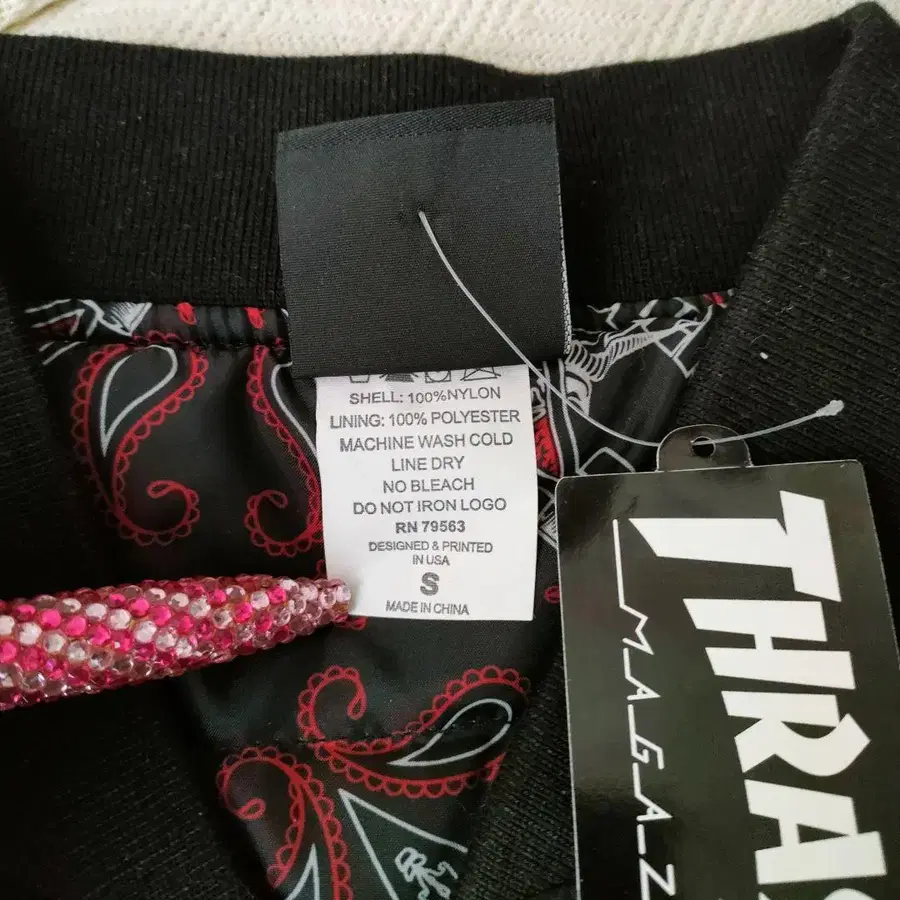 SHELL: 100%NYLON
LINING: 100% POLYESTER
MACHINE WASH COLD
LINE DRY
NO BLEACH
DO NOT IRON LOGO
RN 79563
DESIGNED & PRINTED
IN USA
S
MADE IN CHINA
THRAS
MAGAZ